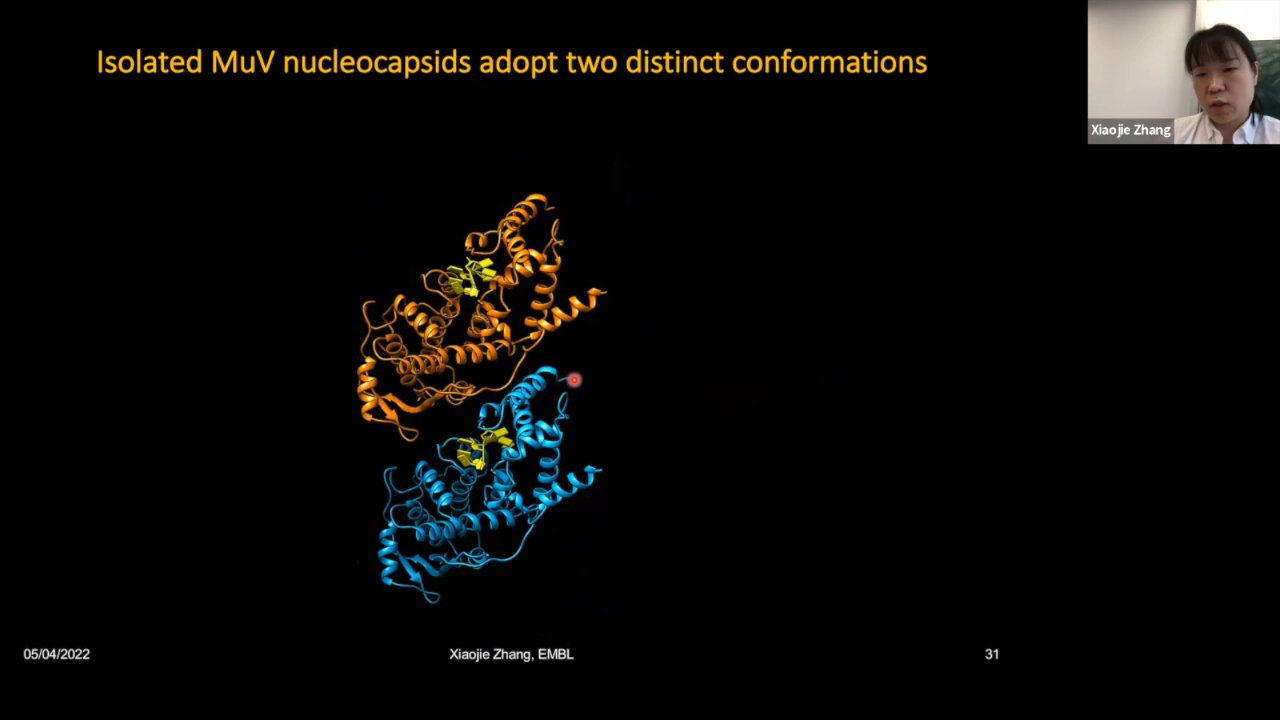 Isolated MuV nucleocapsids adopt two distinct conformations
Xiaojie Zhang
05/04/2022
Xiaojie Zhang, EMBL
31